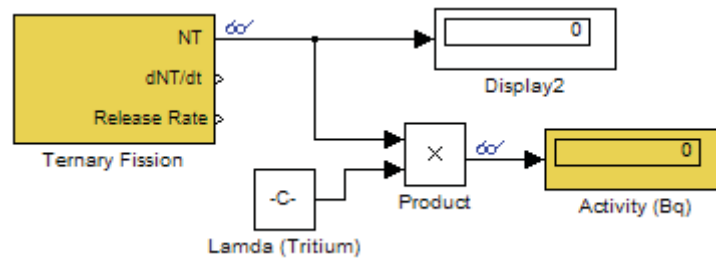 NT
0
dNT/dt
Display2
Release Rate
Ternary Fission
×
0
-C-
Product
Activity (Bq)
Lamda (Tritium)